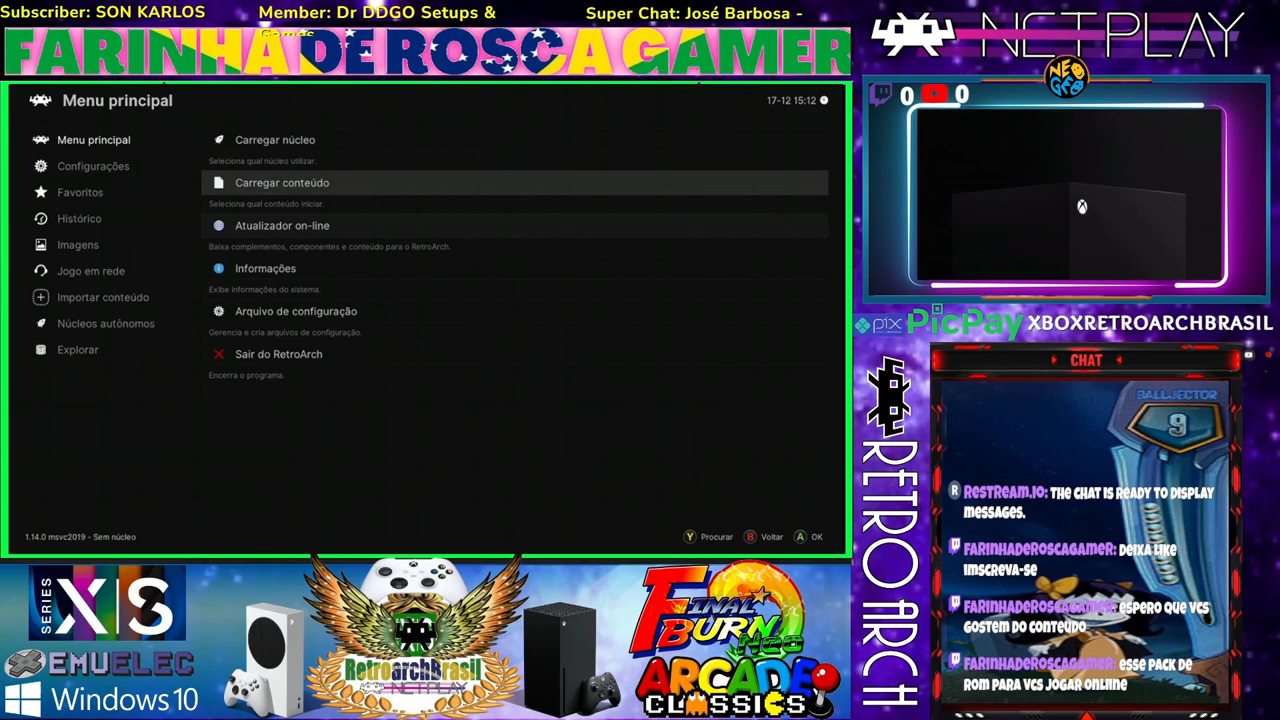 Subscriber: SON KARLOS
Member: Dr DDGO Setups &
Games
Super Chat: José Barbosa -
FARINHA DE ROSCA GAMER
NETPLAY
NEO
GEO
0
0
Menu principal
17-12 15:12
Menu principal
Configurações
Favoritos
Histórico
Imagens
Jogo em rede
Importar conteúdo
Núcleos autônomos
Explorar
Carregar núcleo
Seleciona qual núcleo utilizar.
Carregar conteúdo
Seleciona qual conteúdo iniciar.
Atualizador on-line
Baixa complementos, componentes e conteúdo para o RetroArch.
Informações
Exibe informações do sistema.
Arquivo de configuração
Gerencia e cria arquivos de configuração.
Sair do RetroArch
Encerra o programa.
1.14.0 msvc2019 - Sem núcleo
Y Procurar
B Voltar
A OK
pix PicPay XBOXRETROARCHBRASIL
CHAT
BALLJECTOR
9
R RESTREAM.IO: THE CHAT IS READY TO DISPLAY
MESSAGES.
FARINHADEROSCAGAMER: DEIXA LIKE
IMSCREVA-SE
FARINHADEROSCAGAMER: ESPERO QUE VCS
GOSTEM DO CONTEÚDO
FARINHADEROSCAGAMER: ESSE PACK DE
ROM PARA VCS JOGAR ONLIINE
RETROARCH
SERIES
X|S
EMUELEC
Windows 10
RetroarchBrasil
NETPLAY
FINAL
BURN
Neo
ARCADE
CLASSICS